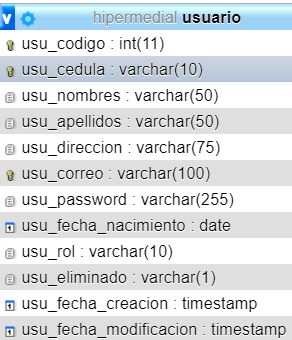 hipermedial usuario
usu_codigo : int(11)
usu_cedula : varchar(10)
usu_nombres : varchar(50)
usu_apellidos : varchar(50)
usu_direccion : varchar(75)
usu_correo : varchar(100)
usu_password : varchar(255)
usu_fecha_nacimiento : date
usu_rol : varchar(10)
usu_eliminado : varchar(1)
usu_fecha_creacion : timestamp
usu_fecha_modificacion : timestamp